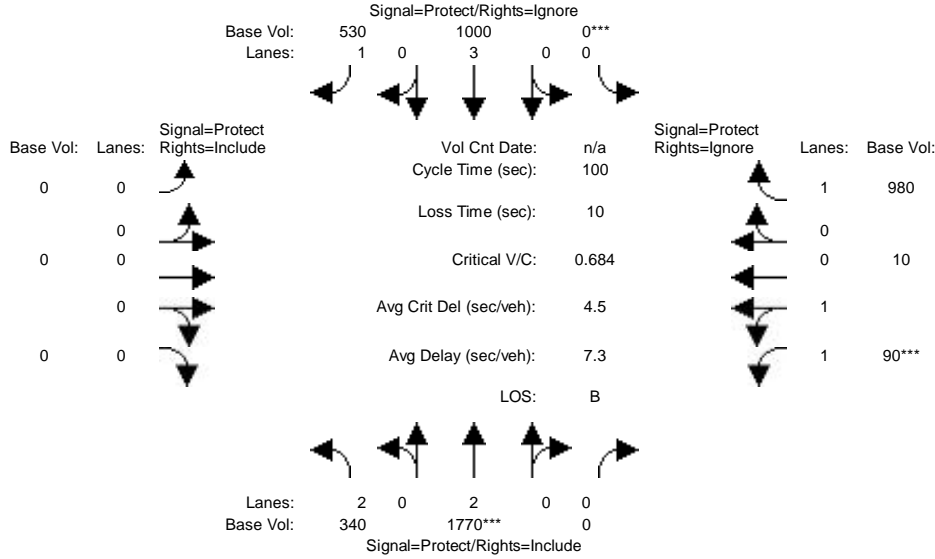 Signal=Protect/Rights=Ignore
Base Vol: 530 1000 0***
Lanes: 1 0 3 0 0
Signal=Protect
Base Vol: Lanes: Rights=Include
Vol Cnt Date: n/a
Signal=Protect
Rights=Ignore Lanes: Base Vol:
Cycle Time (sec): 100
0 0
1 980
Loss Time (sec): 10
0
0
0 0
Critical V/C: 0.684
0 10
0
Avg Crit Del (sec/veh): 4.5
1
0 0
Avg Delay (sec/veh): 7.3
1 90***
LOS: B
Lanes: 2 0 2 0 0
Base Vol: 340 1770*** 0
Signal=Protect/Rights=Include